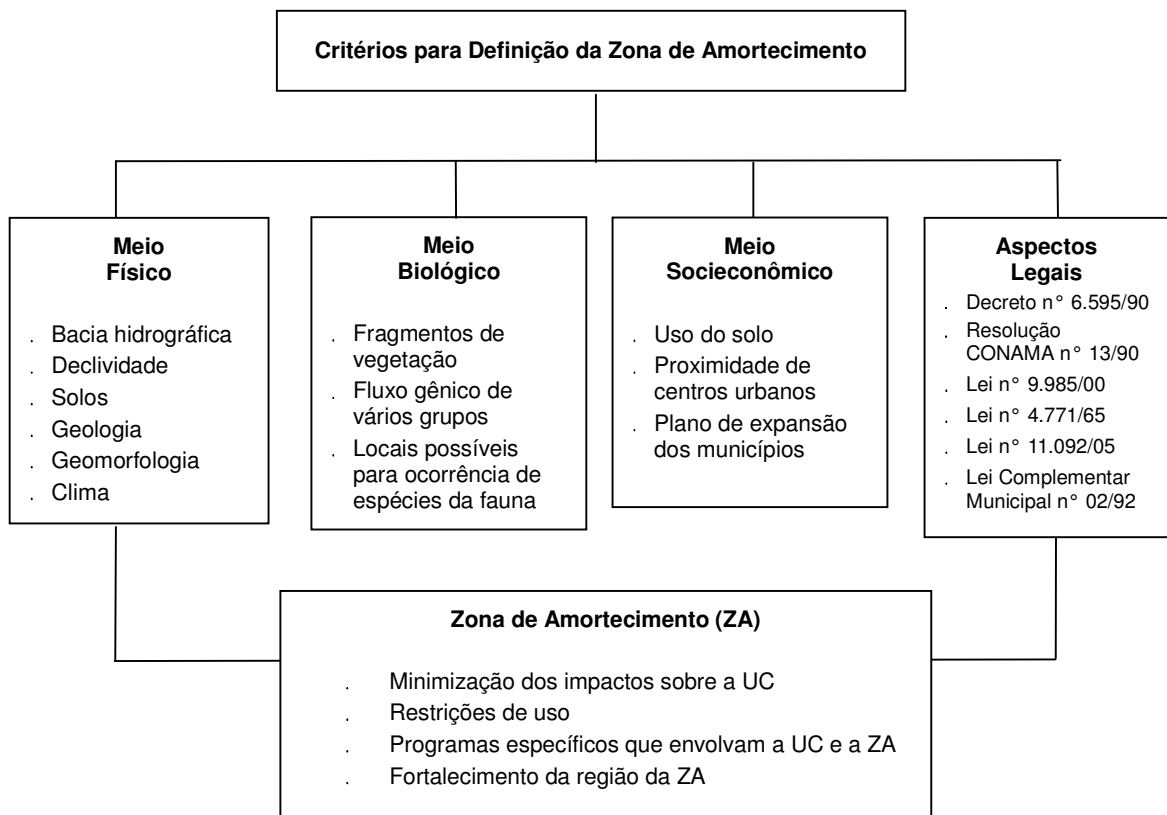 Critérios para Definição da Zona de Amortecimento
Meio
Físico
. Bacia hidrográfica
. Declividade
. Solos
. Geologia
. Geomorfologia
. Clima
Meio
Biológico
. Fragmentos de
vegetação
. Fluxo gênico de
vários grupos
. Locais possíveis
para ocorrência de
espécies da fauna
Meio
Socieconômico
. Uso do solo
. Proximidade de
centros urbanos
. Plano de expansão
dos municípios
Aspectos
Legais
. Decreto n° 6.595/90
. Resolução
CONAMA n° 13/90
. Lei n° 9.985/00
. Lei n° 4.771/65
. Lei n° 11.092/05
. Lei Complementar
Municipal n° 02/92
Zona de Amortecimento (ZA)
. Minimização dos impactos sobre a UC
. Restrições de uso
. Programas específicos que envolvam a UC e a ZA
. Fortalecimento da região da ZA